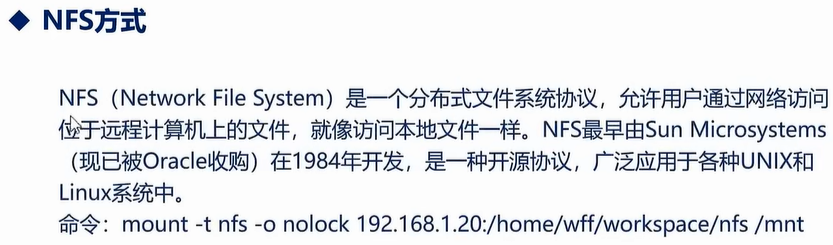 ◆ NFS方式
NFS（Network File System）是一个分布式文件系统协议，允许用户通过网络访问
位于远程计算机上的文件，就像访问本地文件一样。NFS最早由Sun Microsystems
（现已被Oracle收购）在1984年开发，是一种开源协议，广泛应用于各种UNIX和
Linux系统中。
命令：mount -t nfs -o nolock 192.168.1.20:/home/wff/workspace/nfs /mnt